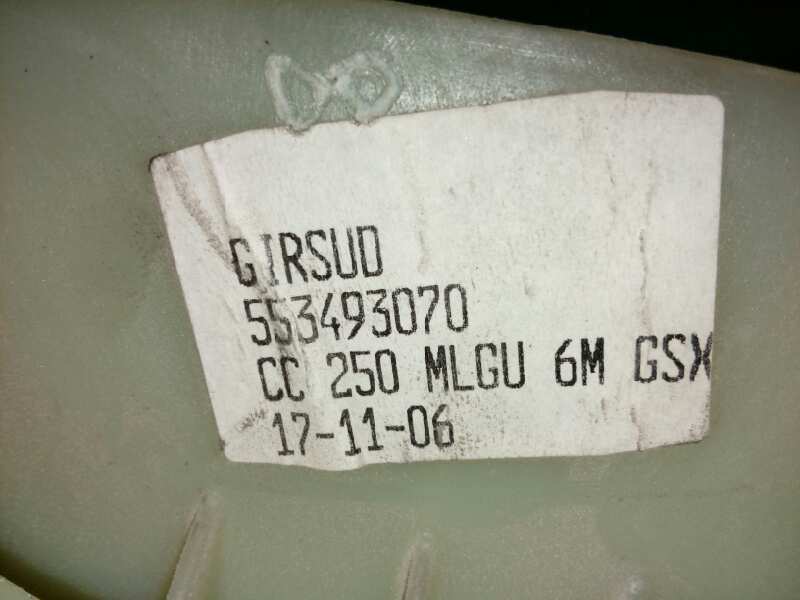 GIRSUD
553493070
CC 250 MLGU 6M GSX
17-11-06